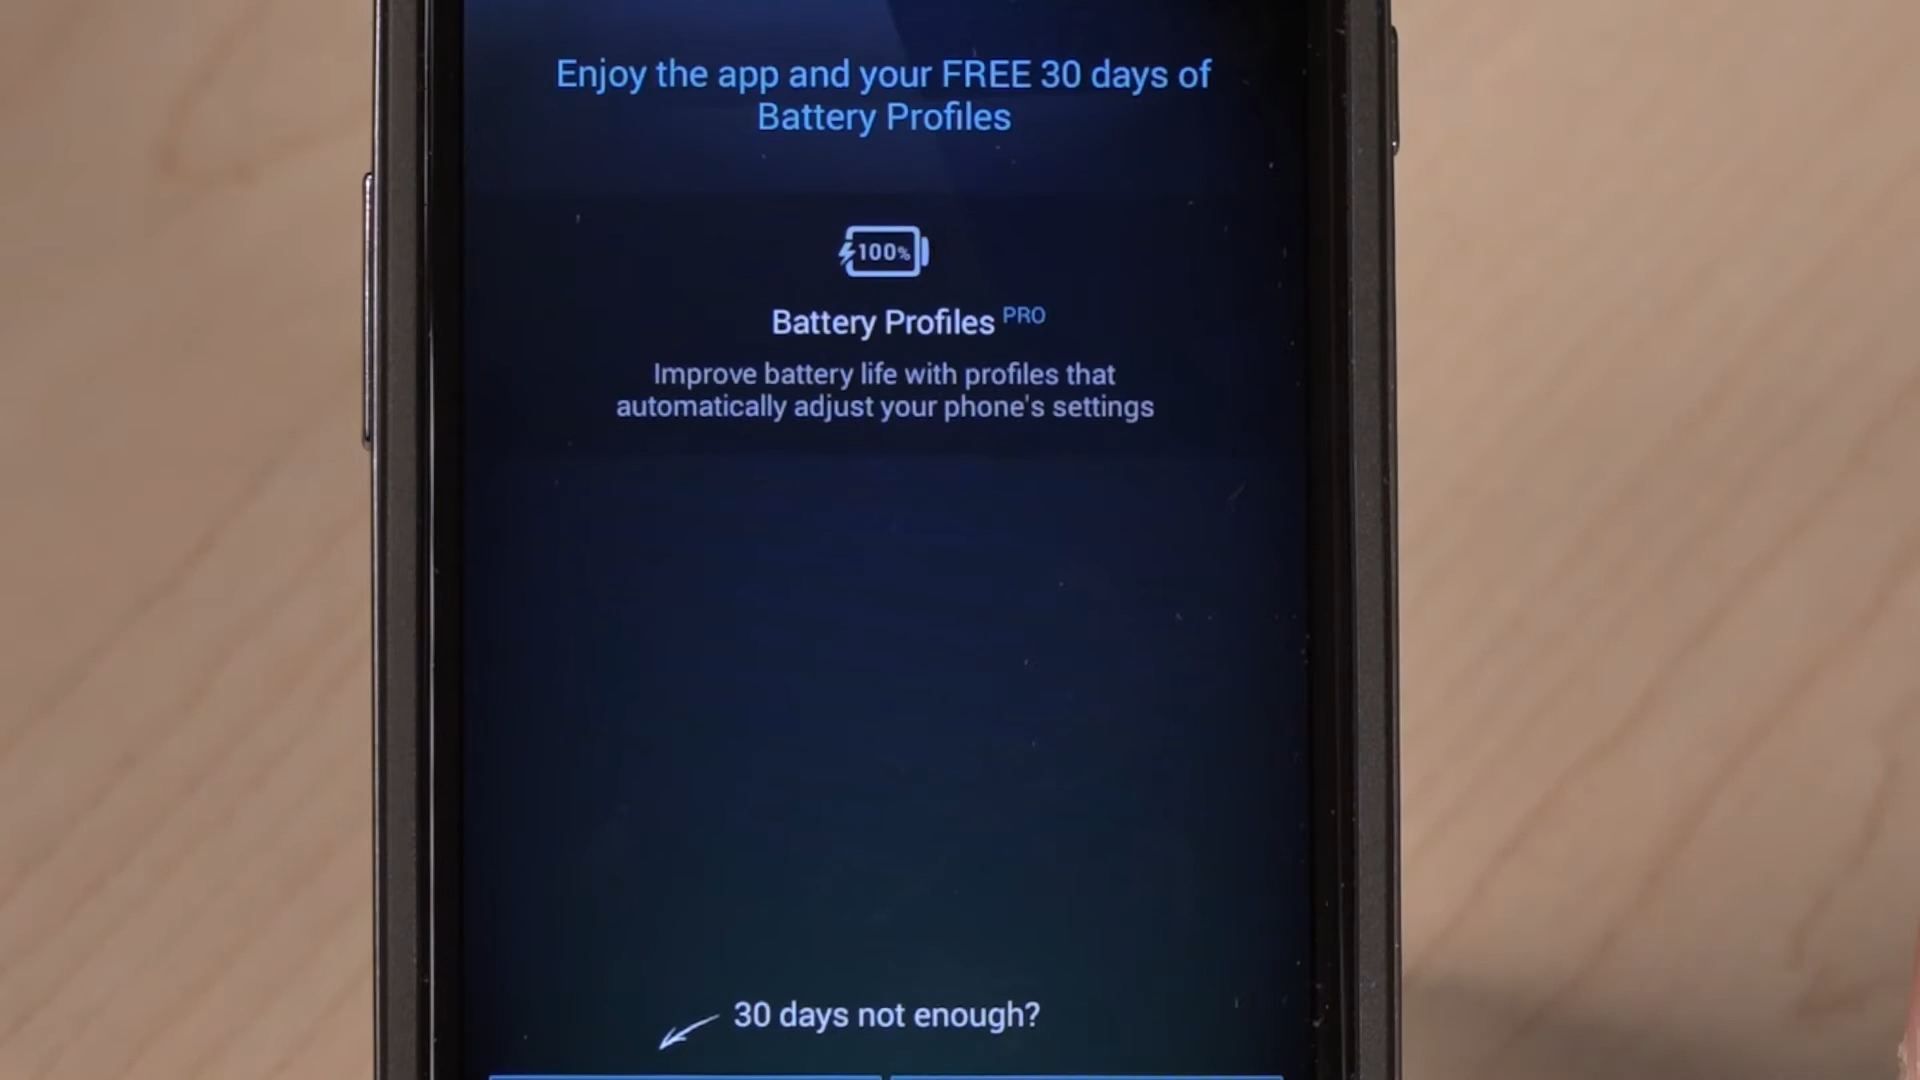 Enjoy the app and your FREE 30 days of
Battery Profiles
100%
Battery Profiles PRO
Improve battery life with profiles that
automatically adjust your phone's settings
30 days not enough?